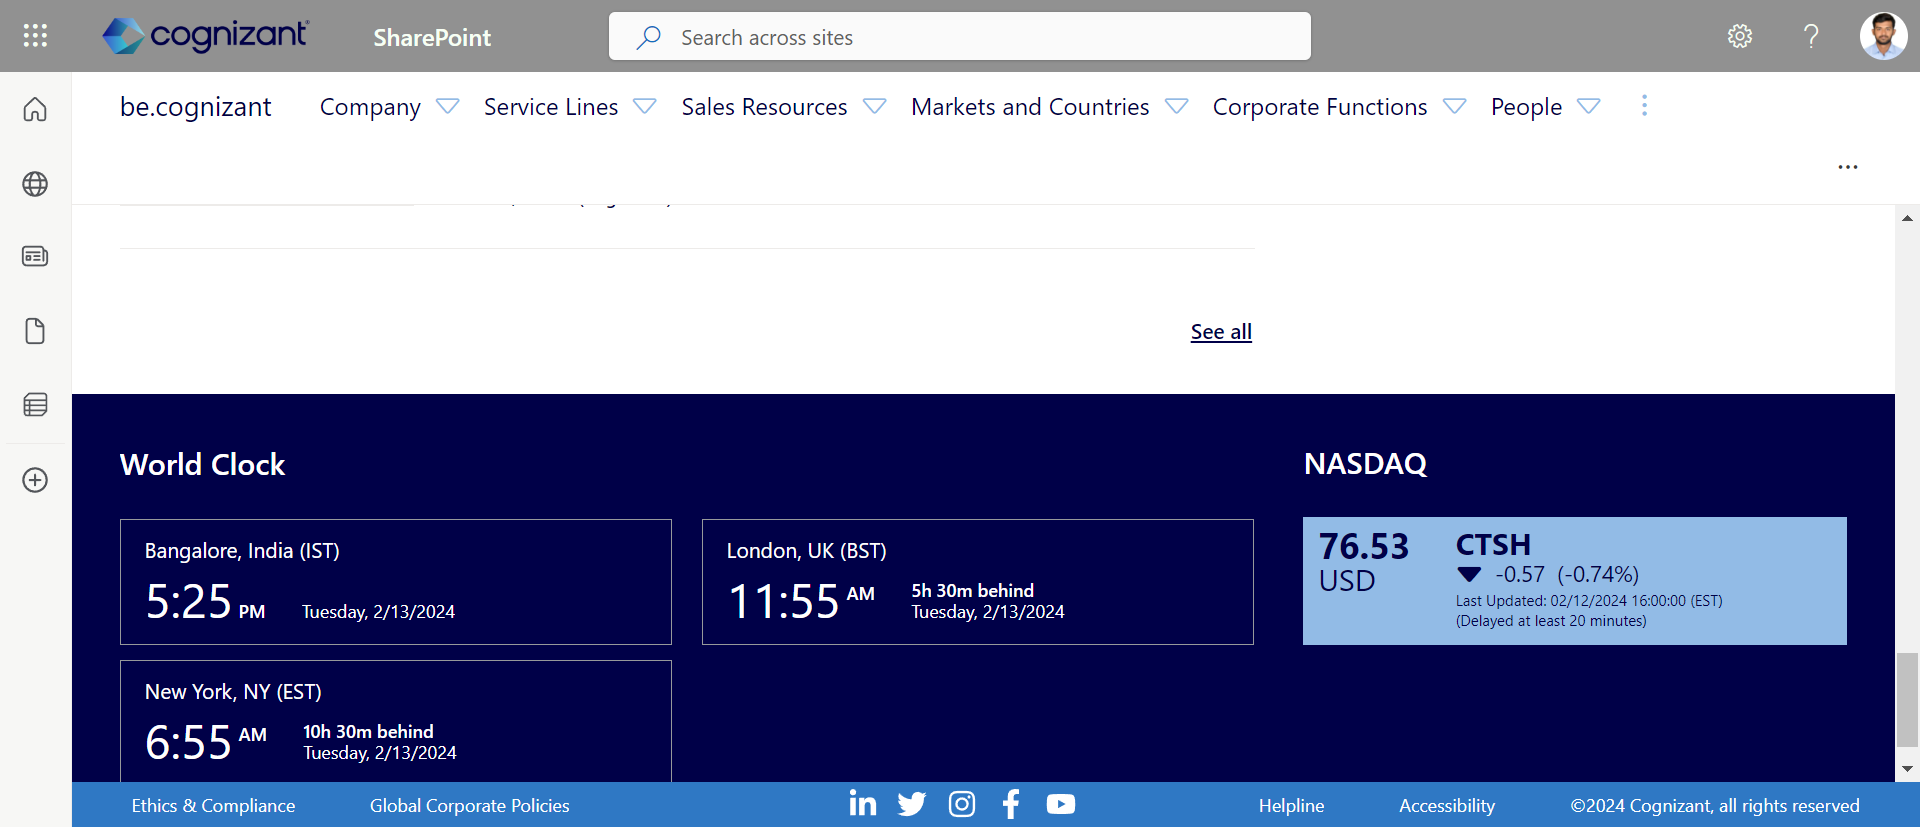 cognizant
SharePoint
Search across sites
be.cognizant
Company
Service Lines
Sales Resources
Markets and Countries
Corporate Functions
People
See all
World Clock
Bangalore, India (IST)
5:25 PM
Tuesday, 2/13/2024
London, UK (BST)
11:55 AM
5h 30m behind
Tuesday, 2/13/2024
New York, NY (EST)
6:55 AM
10h 30m behind
Tuesday, 2/13/2024
NASDAQ
76.53
USD
CTSH
-0.57 (-0.74%)
Last Updated: 02/12/2024 16:00:00 (EST)
(Delayed at least 20 minutes)
Ethics & Compliance
Global Corporate Policies
Helpline
Accessibility
©2024 Cognizant, all rights reserved